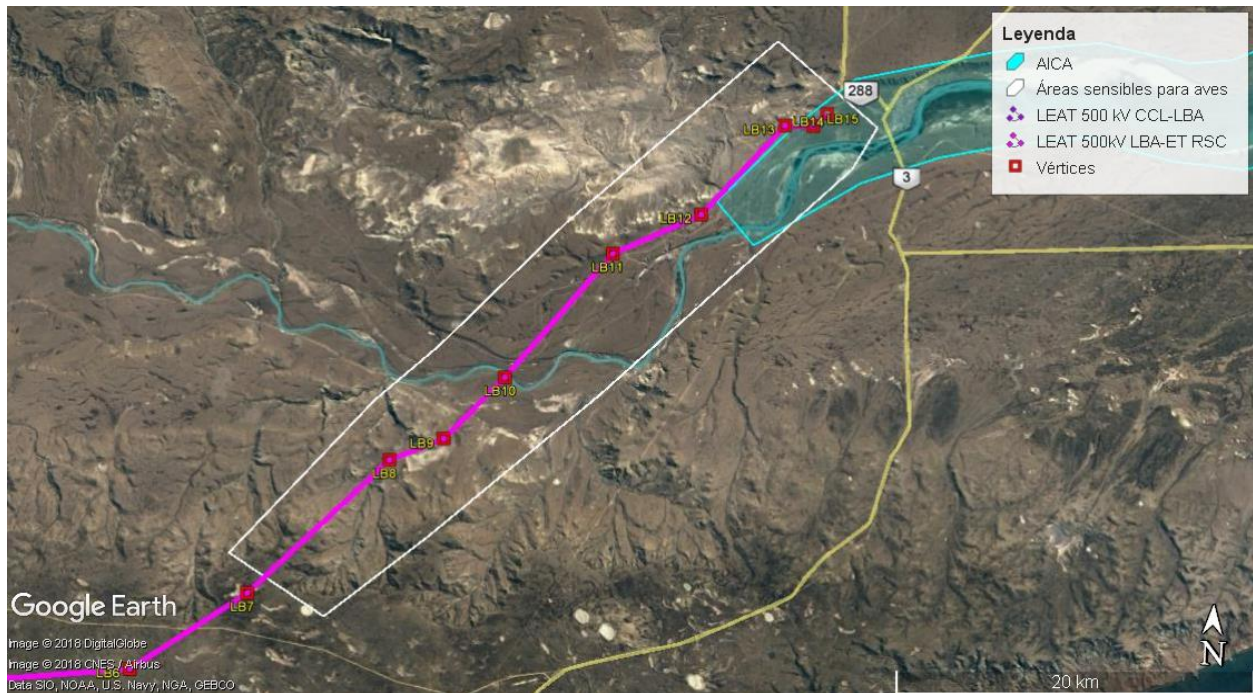 Leyenda
AICA
Áreas sensibles para aves
LEAT 500 kV CCL-LBA
LEAT 500kV LBA-ET RSC
Vértices
288
LB13
LB14
LB15
3
LB12
LB11
LB10
LB9
LB8
LB7
LB6
Google Earth
Image © 2018 DigitalGlobe
Image © 2018 CNES / Airbus
Data SIO, NOAA, U.S. Navy, NGA, GEBCO
N
20 km